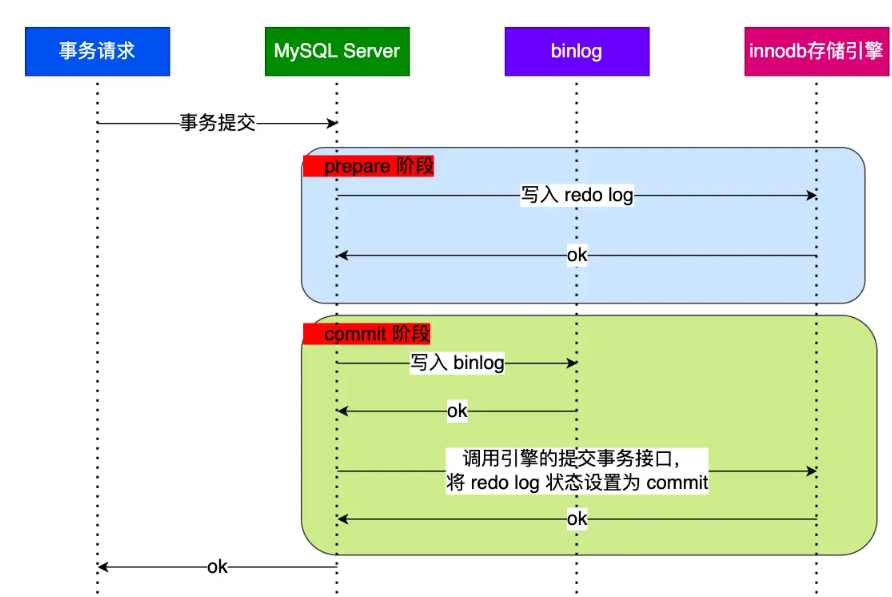 事务请求
MySQL Server
binlog
innodb存储引擎
事务提交
prepare 阶段
写入 redo log
ok
commit 阶段
写入 binlog
ok
调用引擎的提交事务接口，
将 redo log 状态设置为 commit
ok
ok